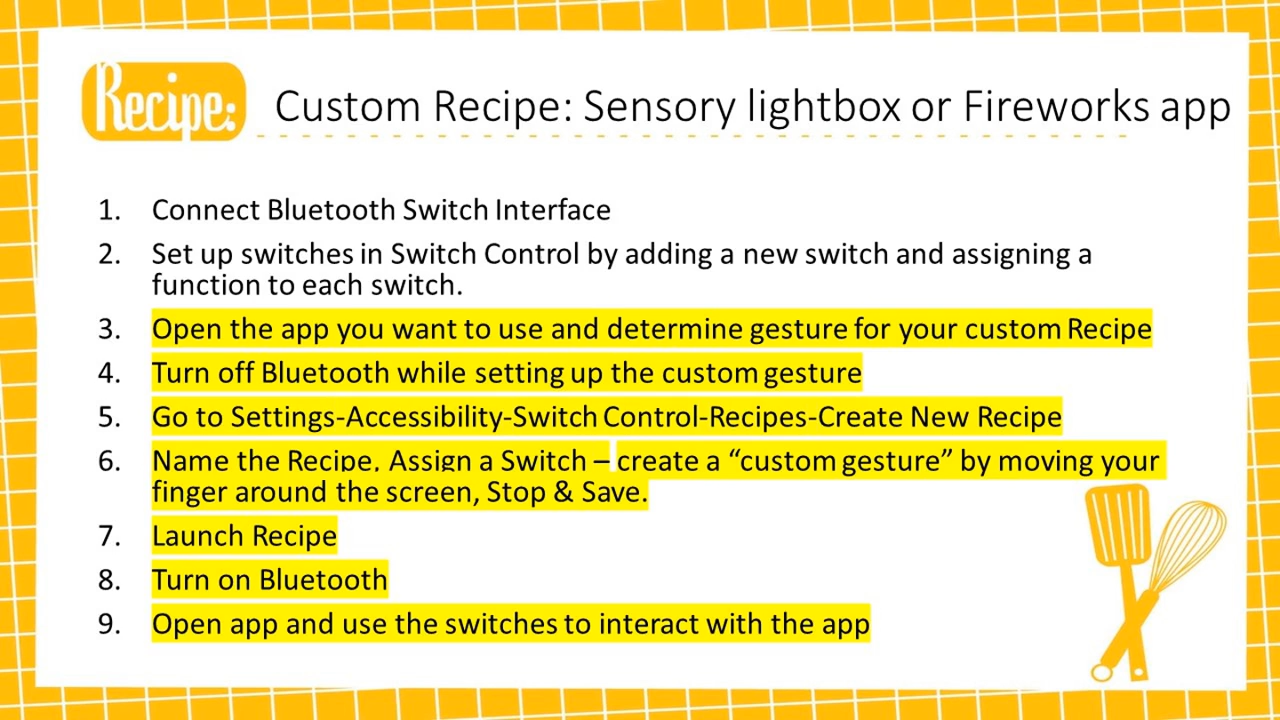 Recipe:
Custom Recipe: Sensory lightbox or Fireworks app
1. Connect Bluetooth Switch Interface
2. Set up switches in Switch Control by adding a new switch and assigning a
function to each switch.
3. Open the app you want to use and determine gesture for your custom Recipe
4. Turn off Bluetooth while setting up the custom gesture
5. Go to Settings-Accessibility-Switch Control-Recipes-Create New Recipe
6. Name the Recipe, Assign a Switch – create a “custom gesture” by moving your
finger around the screen, Stop & Save.
7. Launch Recipe
8. Turn on Bluetooth
9. Open app and use the switches to interact with the app